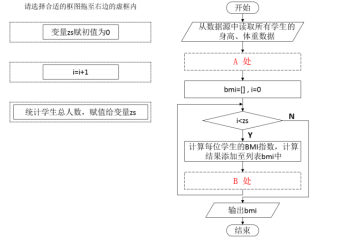 请选择合适的框图拖至右边的虚框内
变量zs赋初值为0
i=i+1
统计学生总人数，赋值给变量zs
开始
从数据源中读取所有学生的
身高、体重数据
A 处
bmi=[] , i=0
i<zs
N
Y
计算每位学生的BMI指数，计算
结果添加至列表bmi中
B 处
输出bmi
结束